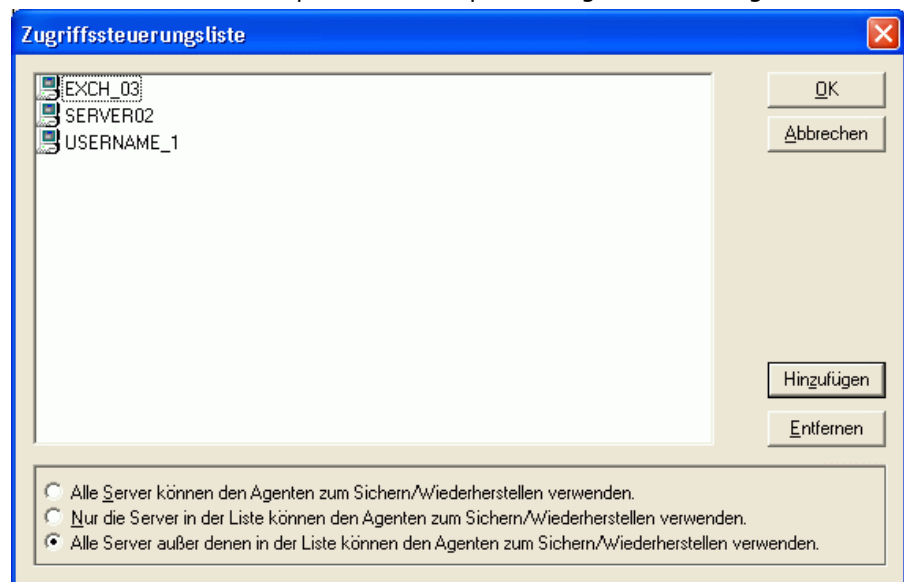 Zugriffssteuerungsliste
EXCH_03
SERVER02
USERNAME_1
OK
Abbrechen
Hinzufügen
Entfernen
Alle Server können den Agenten zum Sichern/Wiederherstellen verwenden.
Nur die Server in der Liste können den Agenten zum Sichern/Wiederherstellen verwenden.
Alle Server außer denen in der Liste können den Agenten zum Sichern/Wiederherstellen verwenden.